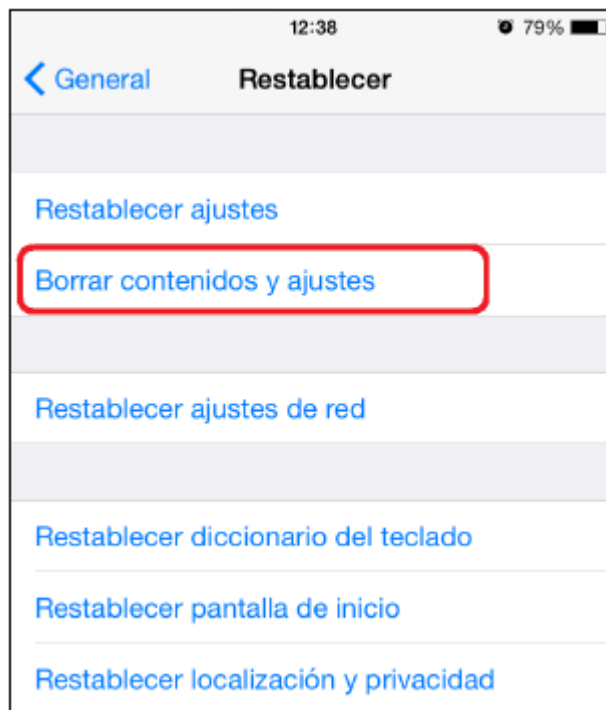 12:38 79%
General Restablecer
Restablecer ajustes
Borrar contenidos y ajustes
Restablecer ajustes de red
Restablecer diccionario del teclado
Restablecer pantalla de inicio
Restablecer localización y privacidad